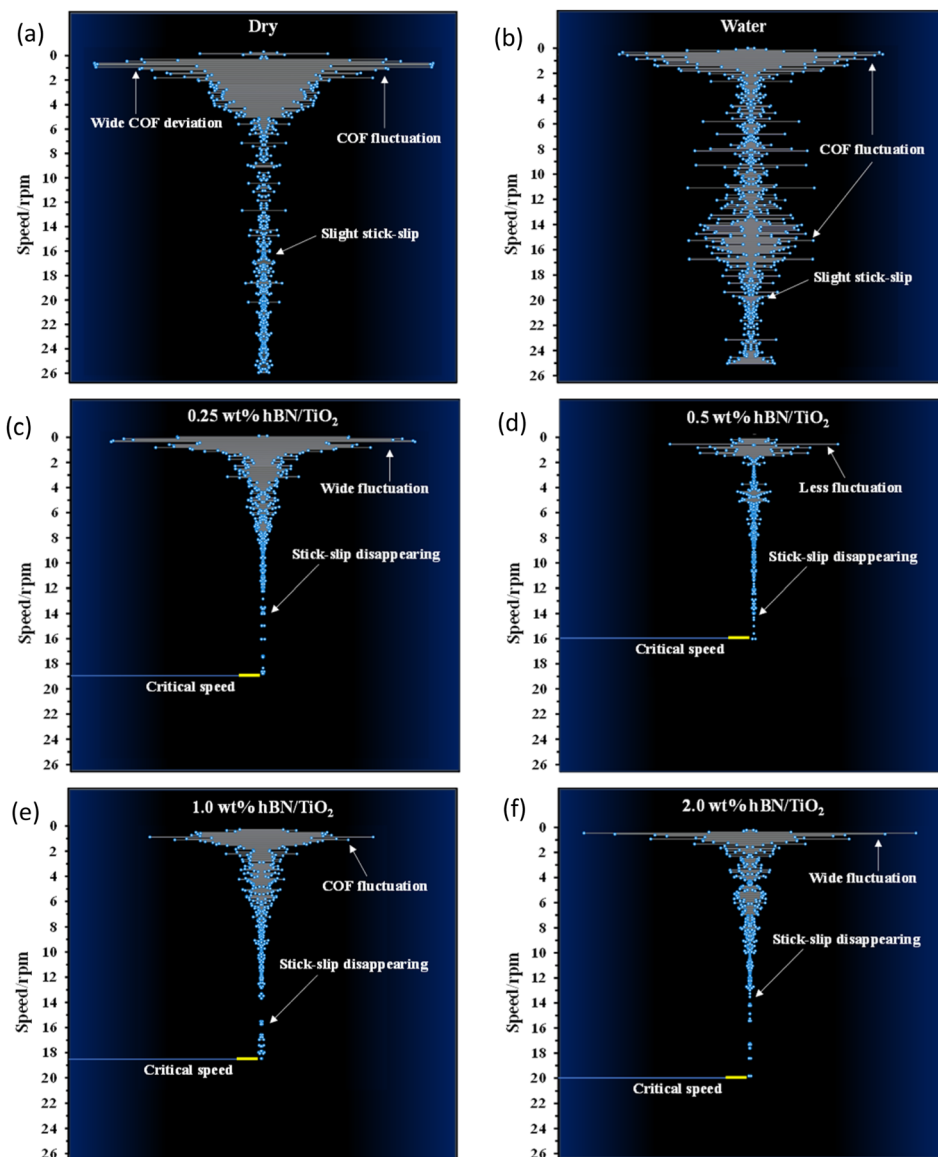 (a)
Dry
0
2
4
6
8
10
12
14
16
18
20
22
24
26
Speed/rpm
Wide COF deviation
COF fluctuation
Slight stick-slip
(b)
Water
0
2
4
6
8
10
12
14
16
18
20
22
24
26
Speed/rpm
COF fluctuation
Slight stick-slip
(c)
0.25 wt% hBN/TiO₂
0
2
4
6
8
10
12
14
16
18
20
22
24
26
Speed/rpm
Wide fluctuation
Stick-slip disappearing
Critical speed
(d)
0.5 wt% hBN/TiO₂
0
2
4
6
8
10
12
14
16
18
20
22
24
26
Speed/rpm
Less fluctuation
Stick-slip disappearing
Critical speed
(e)
1.0 wt% hBN/TiO₂
0
2
4
6
8
10
12
14
16
18
20
22
24
26
Speed/rpm
COF fluctuation
Stick-slip disappearing
Critical speed
(f)
2.0 wt% hBN/TiO₂
0
2
4
6
8
10
12
14
16
18
20
22
24
26
Speed/rpm
Wide fluctuation
Stick-slip disappearing
Critical speed